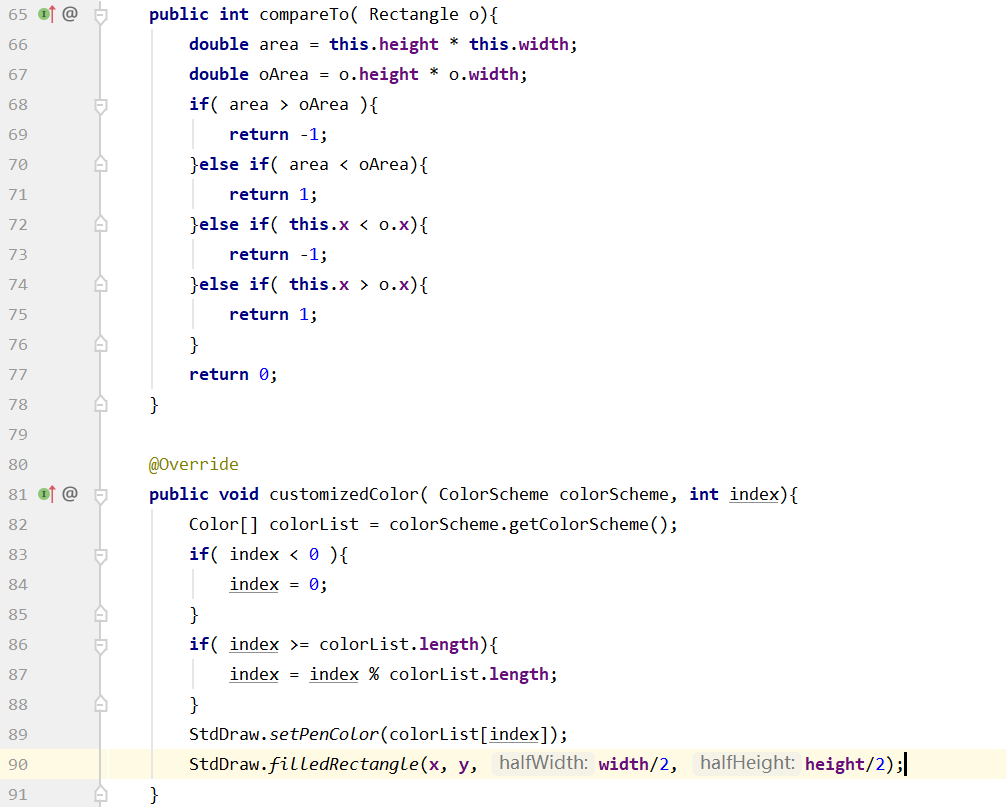 65 public int compareTo( Rectangle o){
66 double area = this.height * this.width;
67 double oArea = o.height * o.width;
68 if( area > oArea ){
69 return -1;
70 }else if( area < oArea){
71 return 1;
72 }else if( this.x < o.x){
73 return -1;
74 }else if( this.x > o.x){
75 return 1;
76 }
77 return 0;
78 }
79
80 @Override
81 public void customizedColor( ColorScheme colorScheme, int index){
82 Color[] colorList = colorScheme.getColorScheme();
83 if( index < 0 ){
84 index = 0;
85 }
86 if( index >= colorList.length){
87 index = index % colorList.length;
88 }
89 StdDraw.setPenColor(colorList[index]);
90 StdDraw.filledRectangle(x, y, halfWidth: width/2, halfHeight: height/2);
91 }